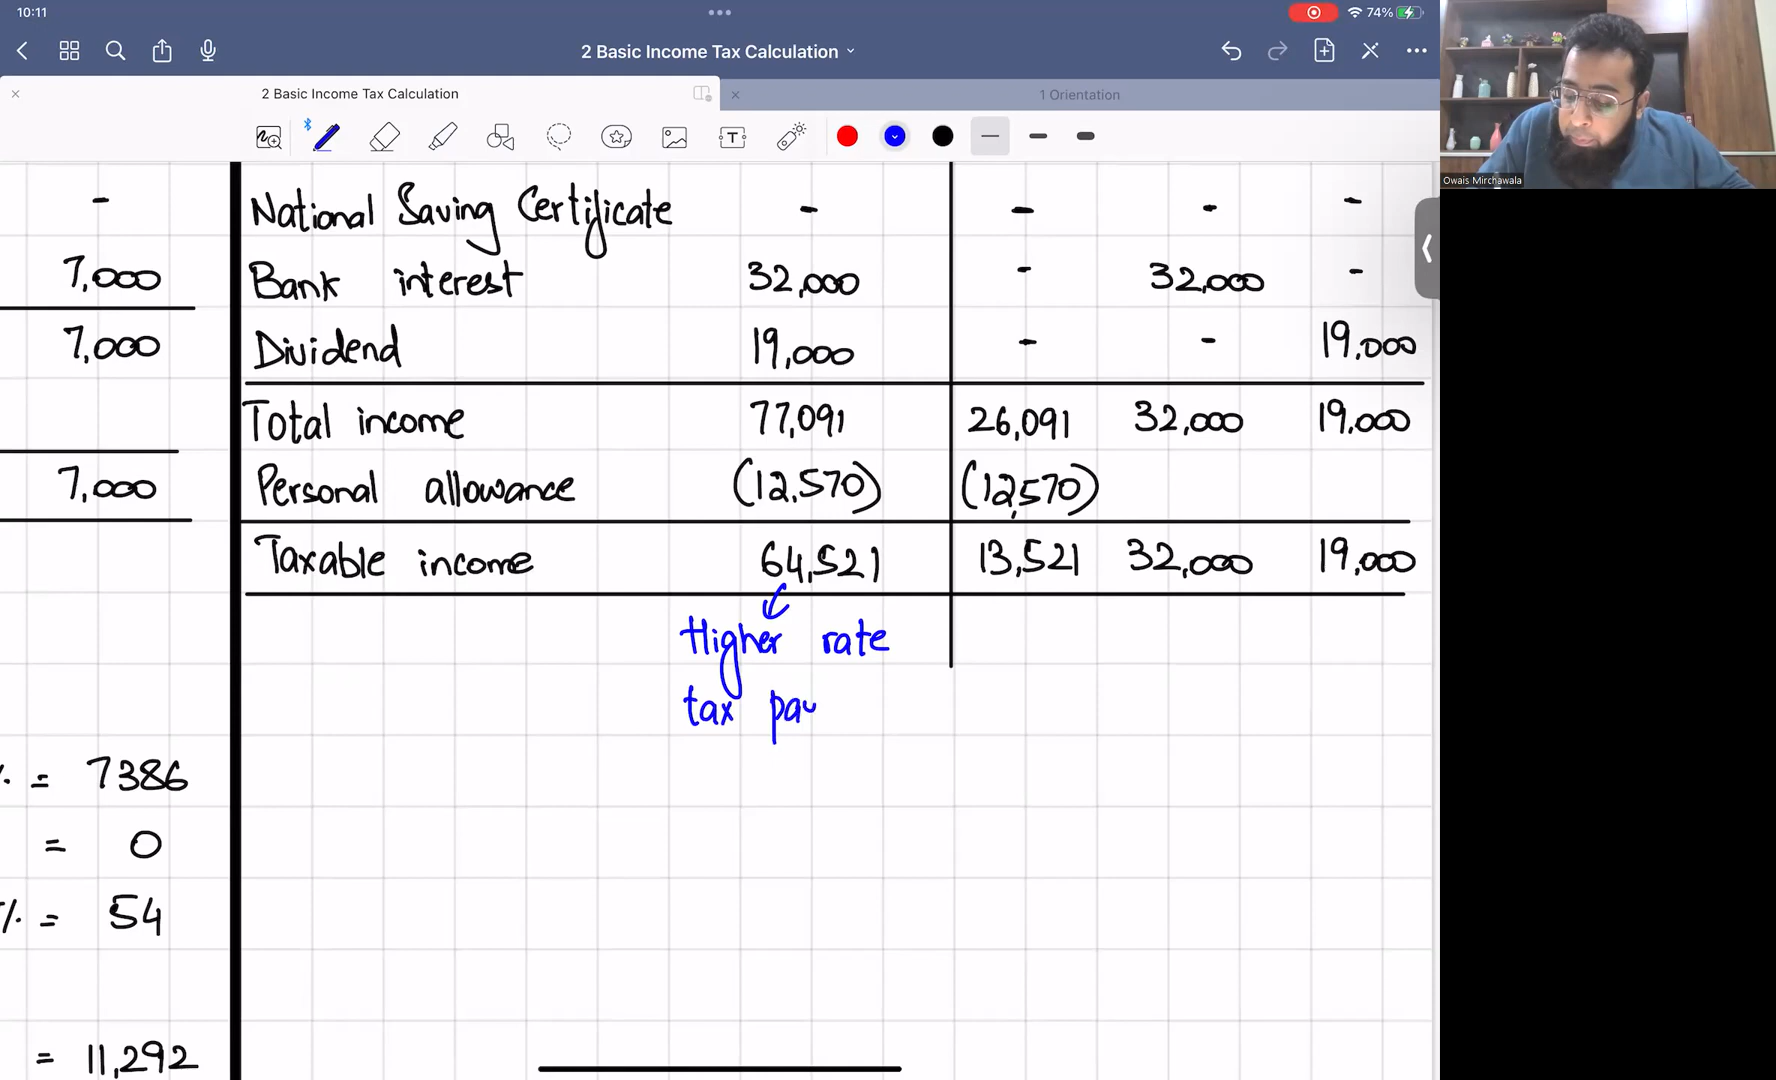 10:11
74%
2 Basic Income Tax Calculation
2 Basic Income Tax Calculation
1 Orientation
Owais Mirchawala
- National Saving Certificate - - - -
7,000 Bank interest 32,000 - 32,000 -
7,000 Dividend 19,000 - - 19,000
Total income 77,091 26,091 32,000 19,000
7,000 Personal allowance (12,570) (12,570)
Taxable income 64,521 13,521 32,000 19,000
Higher rate
tax pay
= 7386
= 0
% = 54
= 11,292